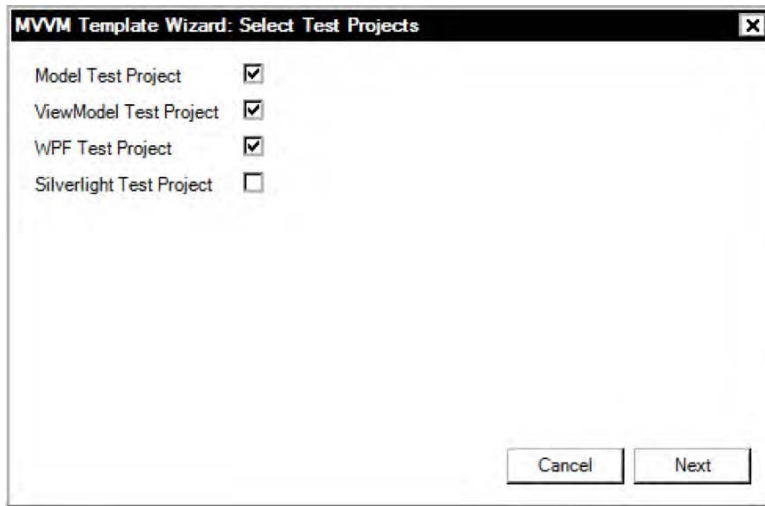 MVVM Template Wizard: Select Test Projects
Model Test Project
ViewModel Test Project
WPF Test Project
Silverlight Test Project
Cancel Next